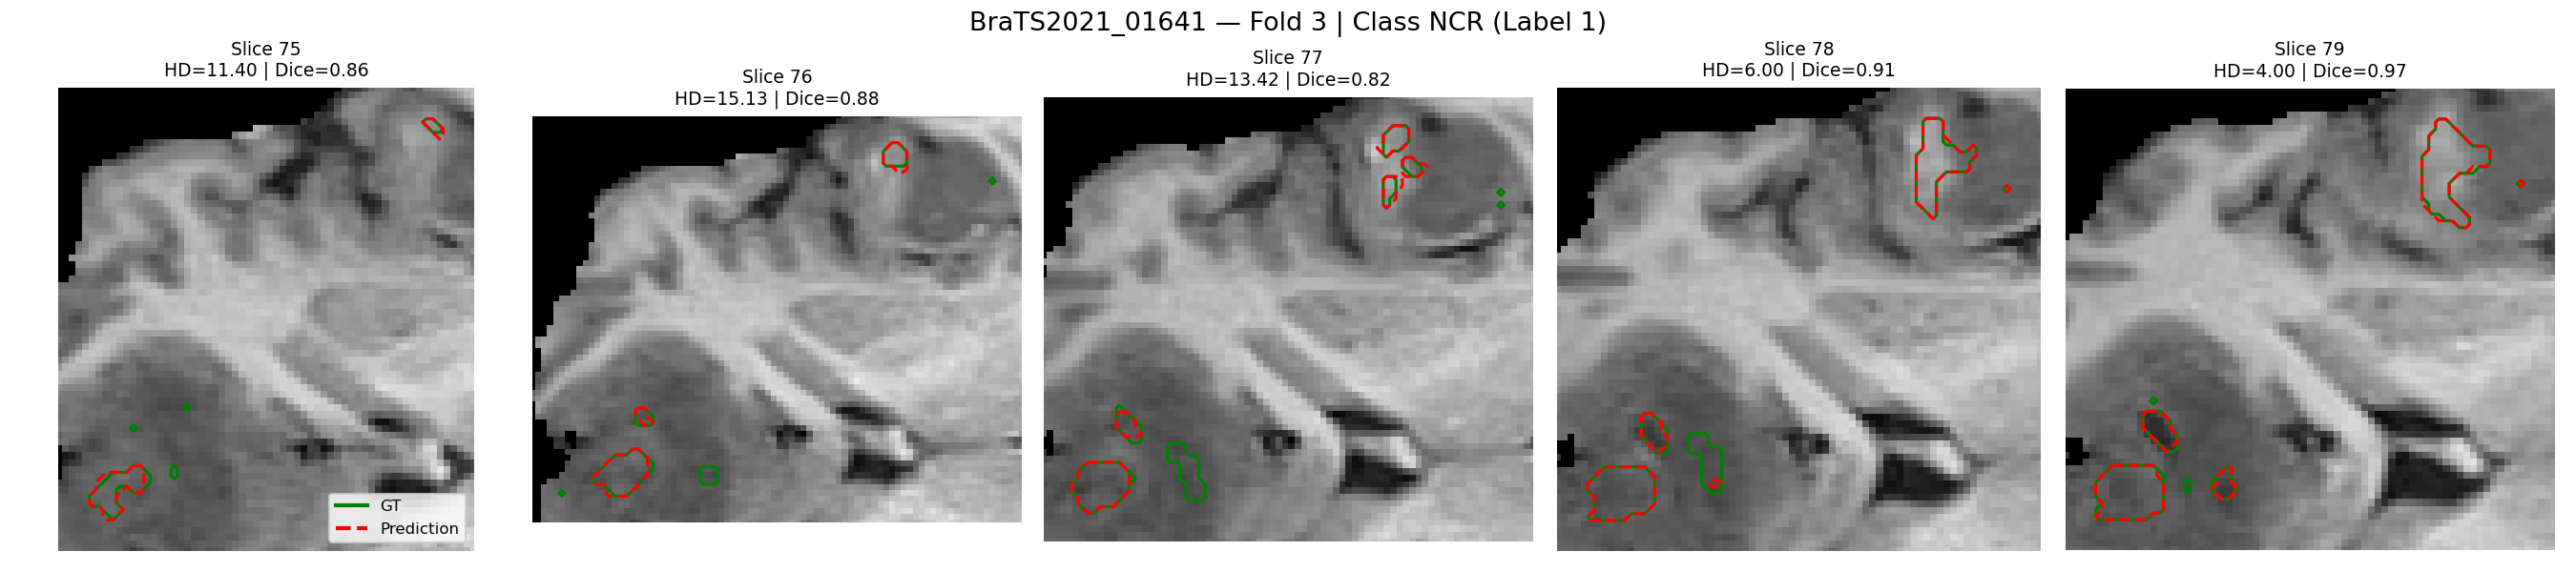 BraTS2021_01641 — Fold 3 | Class NCR (Label 1)
Slice 75
HD=11.40 | Dice=0.86
Slice 76
HD=15.13 | Dice=0.88
Slice 77
HD=13.42 | Dice=0.82
Slice 78
HD=6.00 | Dice=0.91
Slice 79
HD=4.00 | Dice=0.97
GT
Prediction